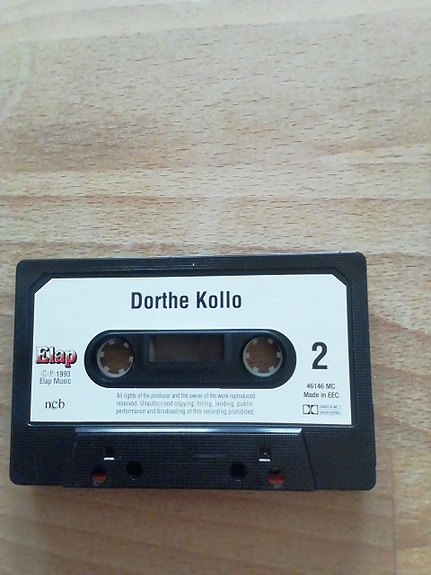 Dorthe Kollo
Elap
©℗ 1993
Elap Music
ncb
2
46146 MC
Made in EEC
All rights of the producer and the owner of the work reproduced
reserved. Unauthorised copying, hiring, lending, public
performance and brodcasting of this recording prohibited.